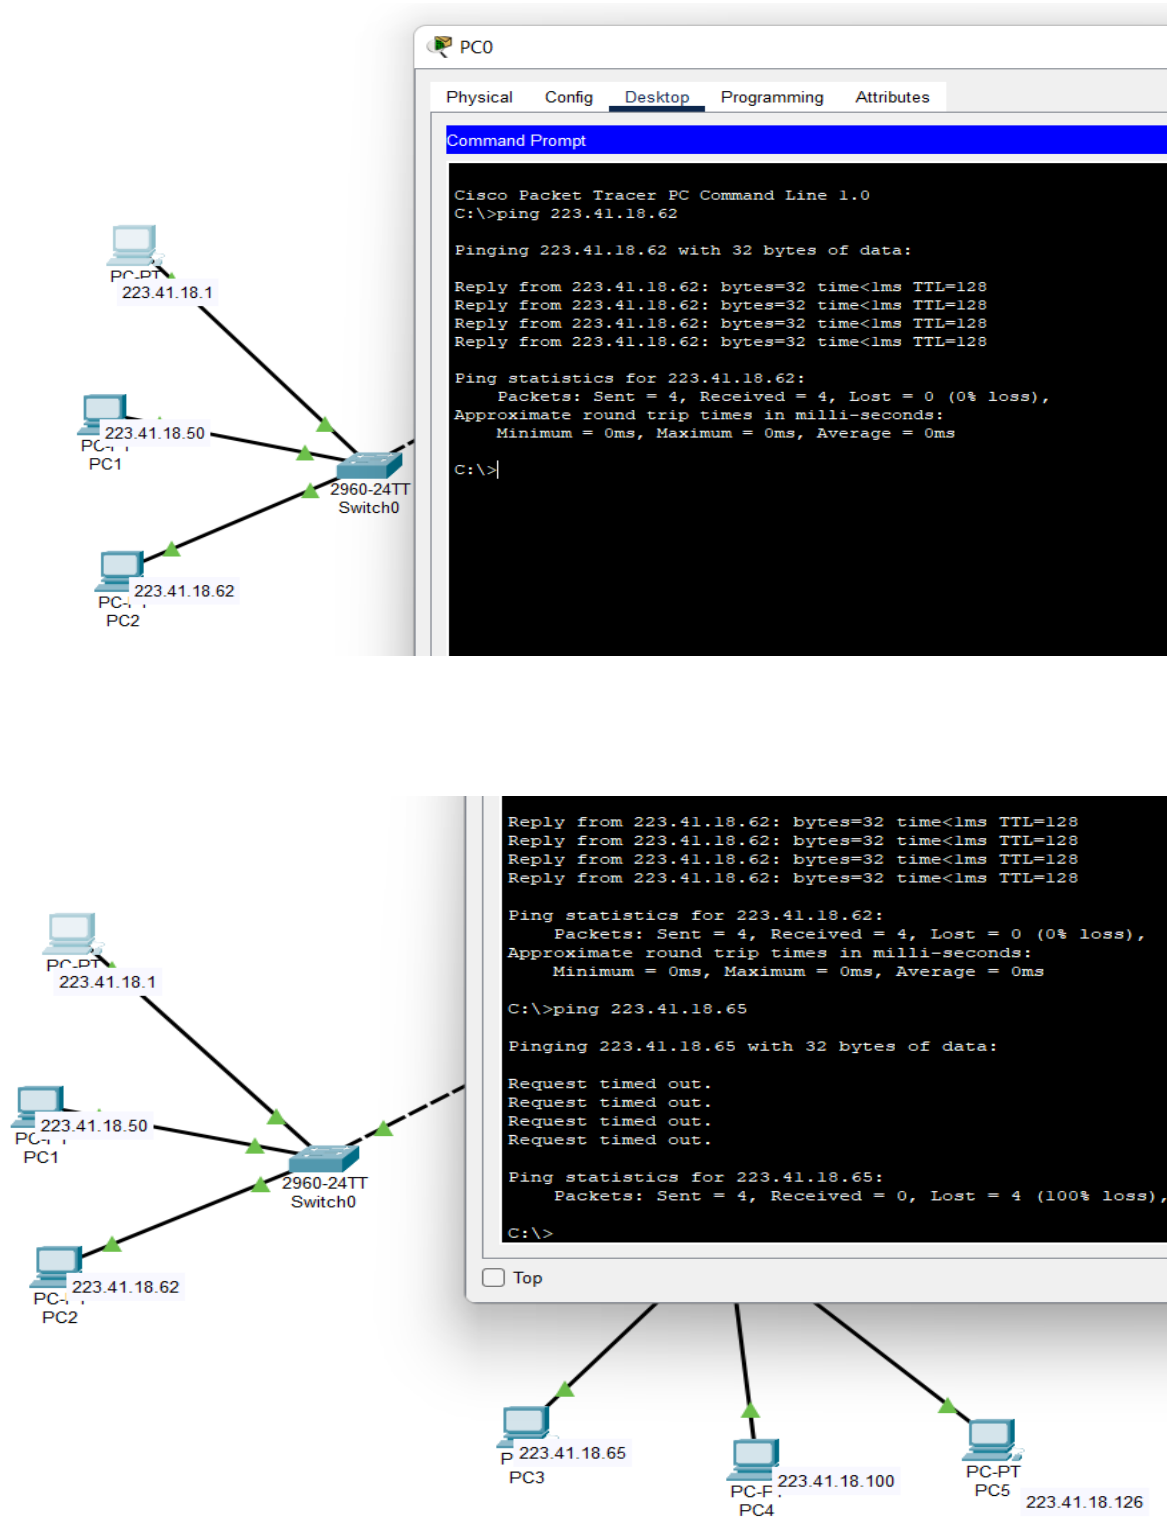 PC0
Physical Config Desktop Programming Attributes
Command Prompt
Cisco Packet Tracer PC Command Line 1.0
C:\>ping 223.41.18.62
Pinging 223.41.18.62 with 32 bytes of data:
Reply from 223.41.18.62: bytes=32 time<1ms TTL=128
Reply from 223.41.18.62: bytes=32 time<1ms TTL=128
Reply from 223.41.18.62: bytes=32 time<1ms TTL=128
Reply from 223.41.18.62: bytes=32 time<1ms TTL=128
Ping statistics for 223.41.18.62:
Packets: Sent = 4, Received = 4, Lost = 0 (0% loss),
Approximate round trip times in milli-seconds:
Minimum = 0ms, Maximum = 0ms, Average = 0ms
C:\>
PC-PT
223.41.18.1
223.41.18.50
PC1
2960-24TT
Switch0
223.41.18.62
PC2
Reply from 223.41.18.62: bytes=32 time<1ms TTL=128
Reply from 223.41.18.62: bytes=32 time<1ms TTL=128
Reply from 223.41.18.62: bytes=32 time<1ms TTL=128
Reply from 223.41.18.62: bytes=32 time<1ms TTL=128
Ping statistics for 223.41.18.62:
Packets: Sent = 4, Received = 4, Lost = 0 (0% loss),
Approximate round trip times in milli-seconds:
Minimum = 0ms, Maximum = 0ms, Average = 0ms
C:\>ping 223.41.18.65
Pinging 223.41.18.65 with 32 bytes of data:
Request timed out.
Request timed out.
Request timed out.
Request timed out.
Ping statistics for 223.41.18.65:
Packets: Sent = 4, Received = 0, Lost = 4 (100% loss),
C:\>
Top
PC-PT
223.41.18.1
223.41.18.50
PC1
2960-24TT
Switch0
223.41.18.62
PC2
223.41.18.65
PC3
223.41.18.100
PC4
PC-PT
PC5
223.41.18.126